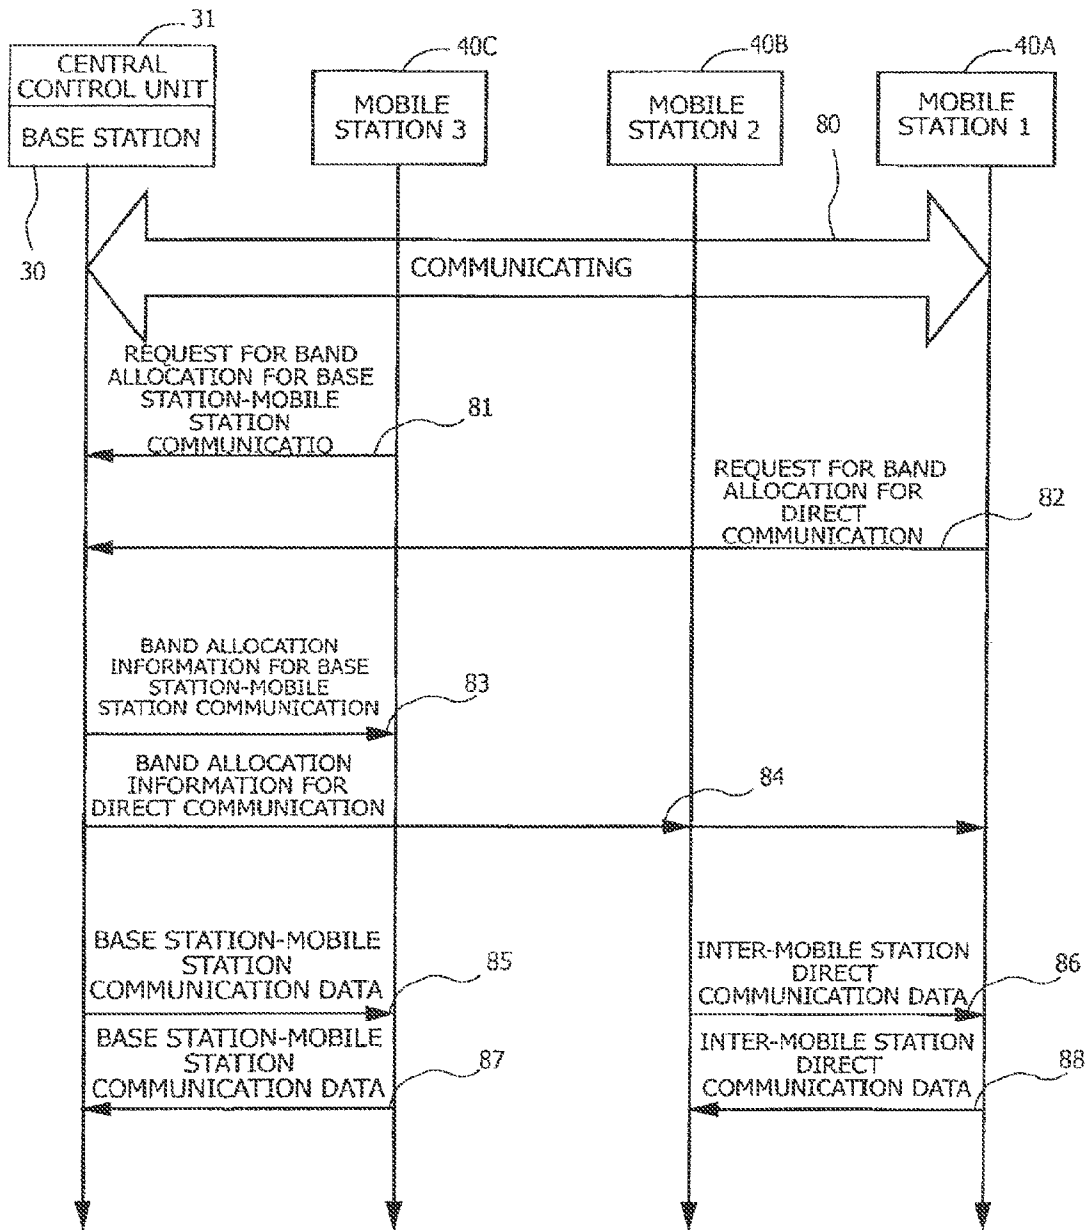 31
40C
40B
40A
CENTRAL
CONTROL UNIT
BASE STATION
MOBILE
STATION 3
MOBILE
STATION 2
MOBILE
STATION 1
80
30
COMMUNICATING
REQUEST FOR BAND
ALLOCATION FOR BASE
STATION-MOBILE
STATION
COMMUNICATIO
81
REQUEST FOR BAND
ALLOCATION FOR
DIRECT
COMMUNICATION
82
BAND ALLOCATION
INFORMATION FOR BASE
STATION-MOBILE
STATION COMMUNICATION
83
BAND ALLOCATION
INFORMATION FOR
DIRECT COMMUNICATION
84
BASE STATION-MOBILE
STATION
COMMUNICATION DATA
85
INTER-MOBILE STATION
DIRECT
COMMUNICATION DATA
86
BASE STATION-MOBILE
STATION
COMMUNICATION DATA
87
INTER-MOBILE STATION
DIRECT
COMMUNICATION DATA
88